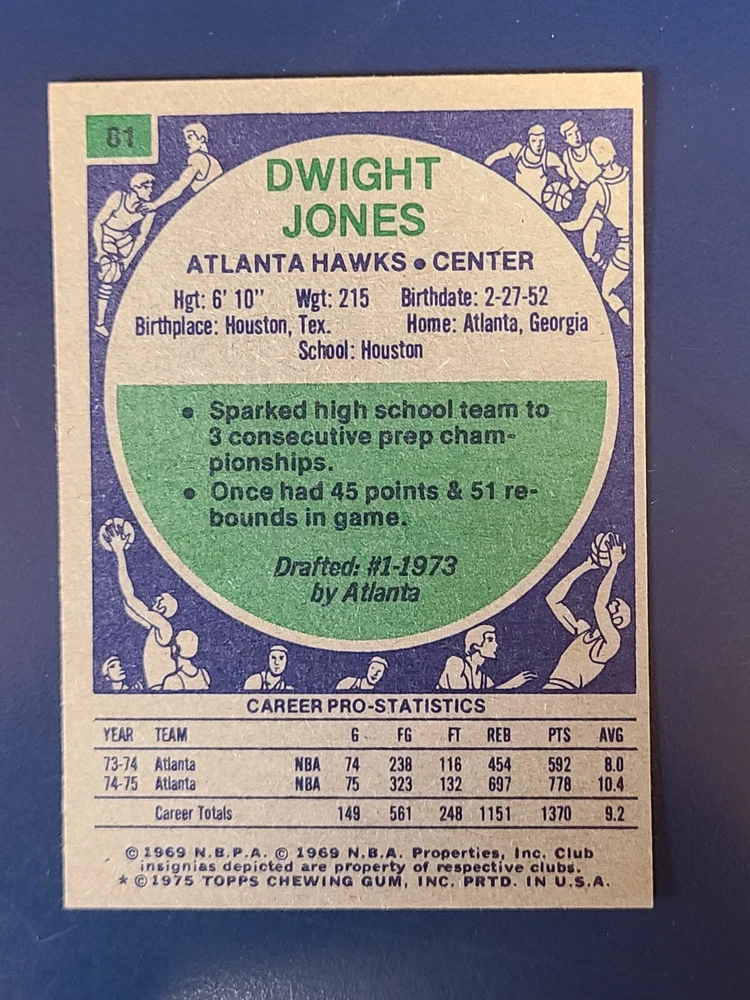 81
DWIGHT
JONES
ATLANTA HAWKS • CENTER
Hgt: 6' 10" Wgt: 215 Birthdate: 2-27-52
Birthplace: Houston, Tex. Home: Atlanta, Georgia
School: Houston
• Sparked high school team to
3 consecutive prep cham-
pionships.
• Once had 45 points & 51 re-
bounds in game.
Drafted: #1-1973
by Atlanta
CAREER PRO-STATISTICS
YEAR TEAM G FG FT REB PTS AVG
73-74 Atlanta NBA 74 238 116 454 592 8.0
74-75 Atlanta NBA 75 323 132 697 778 10.4
Career Totals 149 561 248 1151 1370 9.2
© 1969 N.B.P.A. © 1969 N.B.A. Properties, Inc. Club
insignias depicted are property of respective clubs.
* © 1975 TOPPS CHEWING GUM, INC. PRTD. IN U.S.A.